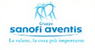 Gruppo
sanofi aventis
La salute, la cosa più importante